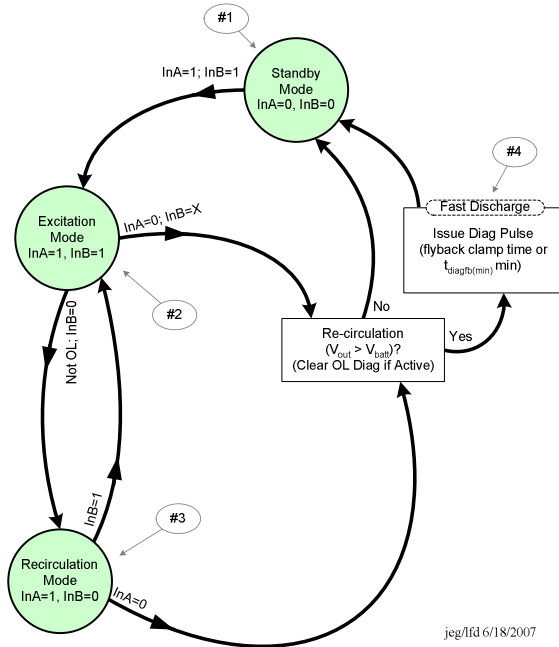 #1
Standby
Mode
InA=0, InB=0
InA=1; InB=1
#4
Fast Discharge
Issue Diag Pulse
(flyback clamp time or
tdiagfb(min) min)
Excitation
Mode
InA=1, InB=1
InA=0; InB=X
#2
No
Re-circulation
(Vout > Vbatt)?
(Clear OL Diag if Active)
Yes
Not OL; InB=0
InB=1
#3
Recirculation
Mode
InA=1, InB=0
InA=0
jeg/lfd 6/18/2007